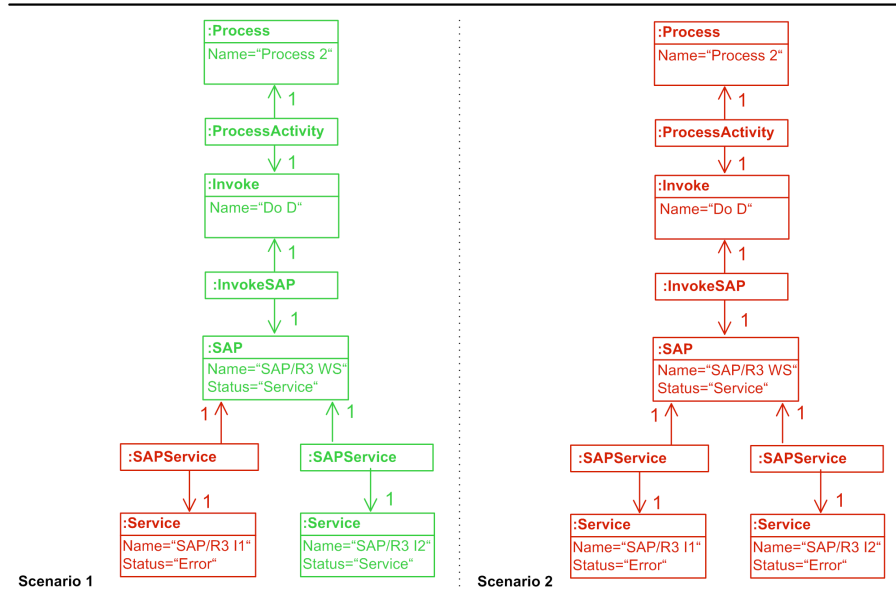 :Process
Name=“Process 2“
1
:ProcessActivity
1
:Invoke
Name=“Do D“
1
:InvokeSAP
1
:SAP
Name=“SAP/R3 WS“
Status=“Service“
1
1
:SAPService
:SAPService
1
1
:Service
Name=“SAP/R3 I1“
Status=“Error“
:Service
Name=“SAP/R3 I2“
Status=“Service“
Scenario 1
:Process
Name=“Process 2“
1
:ProcessActivity
1
:Invoke
Name=“Do D“
1
:InvokeSAP
1
:SAP
Name=“SAP/R3 WS“
Status=“Service“
1
1
:SAPService
:SAPService
1
1
:Service
Name=“SAP/R3 I1“
Status=“Error“
:Service
Name=“SAP/R3 I2“
Status=“Error“
Scenario 2